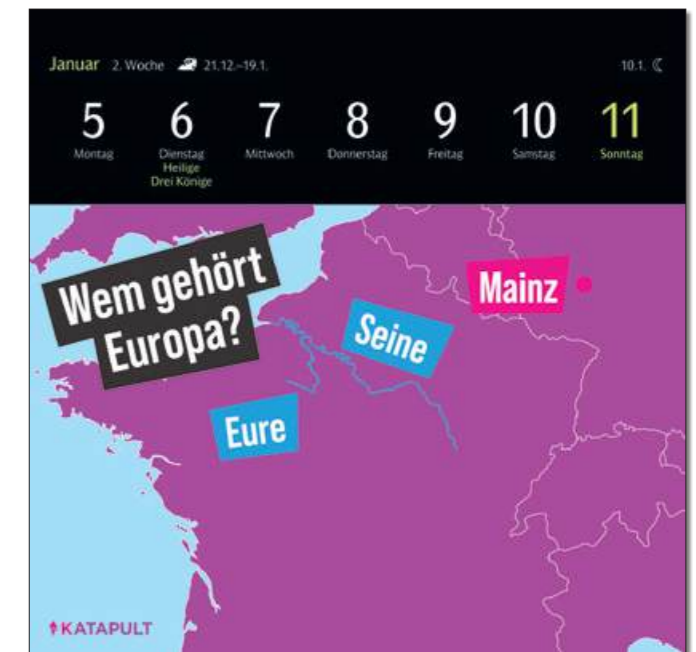 Januar 2. Woche 21.12.–19.1. 10.1.
5 6 7 8 9 10 11
Montag Dienstag Mittwoch Donnerstag Freitag Samstag Sonntag
Heilige
Drei Könige
Wem gehört
Europa?
Mainz
Seine
Eure
KATAPULT